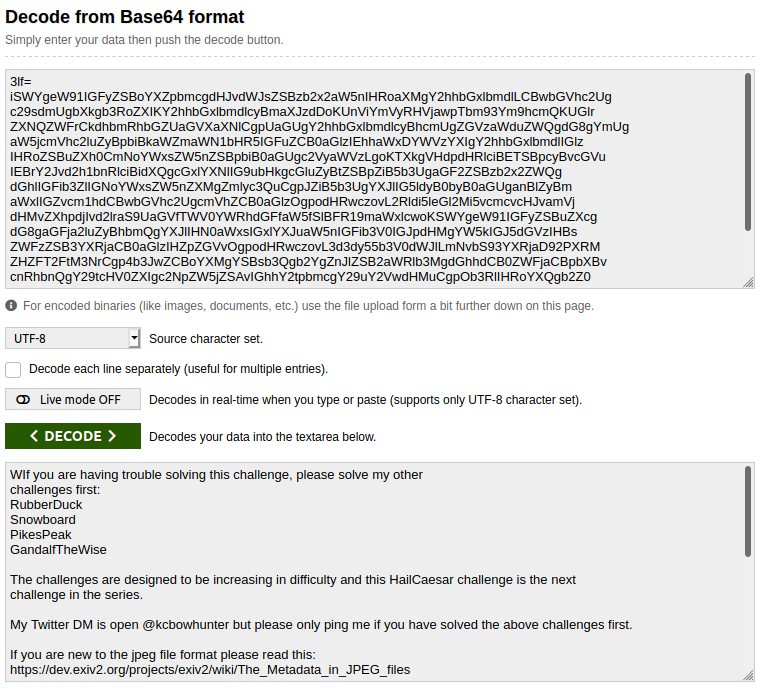 Decode from Base64 format
Simply enter your data then push the decode button.
3lf=
iSWYgeW91IGFyZSBoYXZpbmcgdHJvdWJsZSBzb2x2aW5nIHRoaXMgY2hhbGxlbmdlLCBwbGVhc2Ug
c29sdmUgbXkgb3RoZXIKY2hhbGxlbmdlcyBmaXJzdDoKUnViYmVyRHVjawpTbm93Ym9hcmQKUGlr
ZXNQZWFrCkdhbmRhbGZUaGVXaXNlCgpUaGUgY2hhbGxlbmdlcyBhcmUgZGVzaWduZWQgdG8gYmUg
aW5jcmVhc2luZyBpbiBkaWZmaWN1bHR5IGFuZCB0aGlzIEhhaWxDYWVzYXIgY2hhbGxlbmdlIGlz
IHRoZSBuZXh0CmNoYWxsZW5nZSBpbiB0aGUgc2VyaWVzLgoKTXkgVHdpdHRlciBETSBpcyBvcGVu
IEBrY2Jvd2h1bnRlciBidXQgcGxlYXNlIG9ubHkgcGluZyBtZSBpZiB5b3UgaGF2ZSBzb2x2ZWQg
dGhlIGFib3ZlIGNoYWxsZW5nZXMgZmlyc3QuCgpJZiB5b3UgYXJlIG5ldyB0byB0aGUganBlZyBm
aWxlIGZvcm1hdCBwbGVhc2UgcmVhZCB0aGlzOgpodHRwczovL2Rldi5leGl2Mi5vcmcvcHJvamVj
dHMvZXhpdjIvd2lraS9UaGVfTWV0YWRhdGFfaW5fSlBFR19maWxlcwoKSWYgeW91IGFyZSBuZXcg
dG8gaGFja2luZyBhbmQgYXJlIHN0aWxsIGxlYXJuaW5nIGFib3V0IGJpdHMgYW5kIGJ5dGVzIHBs
ZWFzZSB3YXRjaCB0aGlzIHZpZGVvOgpodHRwczovL3d3dy55b3V0dWJlLmNvbS93YXRjaD92PXRM
ZHZFT2FtM3NrCgp4b3JwZCBoYXMgYSBsb3Qgb2YgZnJlZSB2aWRlb3MgdGhhdCB0ZWFjaCBpbXBv
cnRhbnQgY29tcHV0ZXIgc2NpZW5jZSAvIGhhY2tpbmcgY29uY2VwdHMuCgpOb3RlIHRoYXQgb2Z0
For encoded binaries (like images, documents, etc.) use the file upload form a bit further down on this page.
UTF-8 Source character set.
Decode each line separately (useful for multiple entries).
Live mode OFF Decodes in real-time when you type or paste (supports only UTF-8 character set).
< DECODE > Decodes your data into the textarea below.
WIf you are having trouble solving this challenge, please solve my other
challenges first:
RubberDuck
Snowboard
PikesPeak
GandalfTheWise
The challenges are designed to be increasing in difficulty and this HailCaesar challenge is the next
challenge in the series.
My Twitter DM is open @kcbowhunter but please only ping me if you have solved the above challenges first.
If you are new to the jpeg file format please read this:
https://dev.exiv2.org/projects/exiv2/wiki/The_Metadata_in_JPEG_files